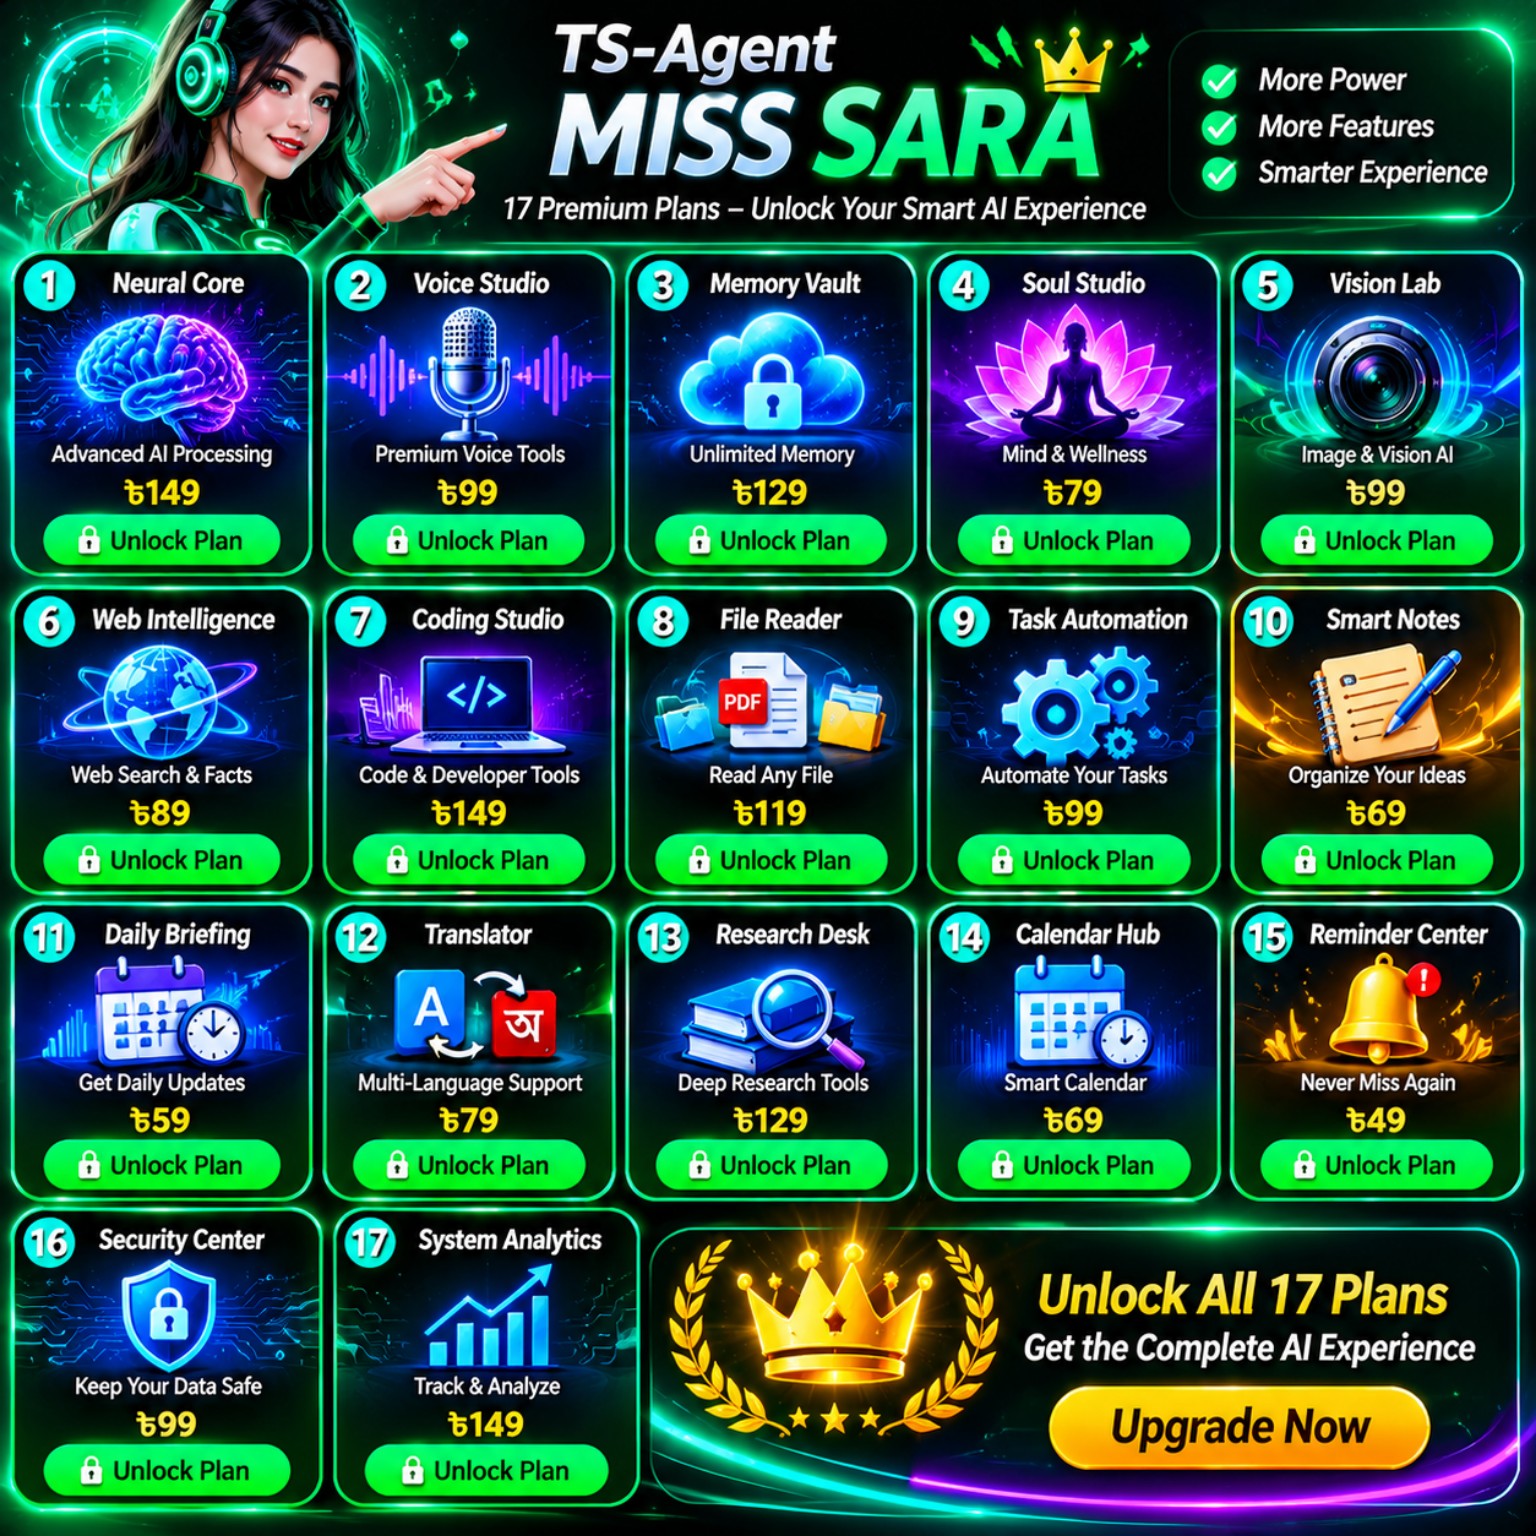 TS-Agent
MISS SARA
17 Premium Plans – Unlock Your Smart AI Experience
More Power
More Features
Smarter Experience
1 Neural Core
Advanced AI Processing
৳149
Unlock Plan
2 Voice Studio
Premium Voice Tools
৳99
Unlock Plan
3 Memory Vault
Unlimited Memory
৳129
Unlock Plan
4 Soul Studio
Mind & Wellness
৳79
Unlock Plan
5 Vision Lab
Image & Vision AI
৳99
Unlock Plan
6 Web Intelligence
Web Search & Facts
৳89
Unlock Plan
7 Coding Studio
</>
Code & Developer Tools
৳149
Unlock Plan
8 File Reader
PDF
Read Any File
৳119
Unlock Plan
9 Task Automation
Automate Your Tasks
৳99
Unlock Plan
10 Smart Notes
Organize Your Ideas
৳69
Unlock Plan
11 Daily Briefing
Get Daily Updates
৳59
Unlock Plan
12 Translator
A
অ
Multi-Language Support
৳79
Unlock Plan
13 Research Desk
Deep Research Tools
৳129
Unlock Plan
14 Calendar Hub
Smart Calendar
৳69
Unlock Plan
15 Reminder Center
!
Never Miss Again
৳49
Unlock Plan
16 Security Center
Keep Your Data Safe
৳99
Unlock Plan
17 System Analytics
Track & Analyze
৳149
Unlock Plan
Unlock All 17 Plans
Get the Complete AI Experience
Upgrade Now